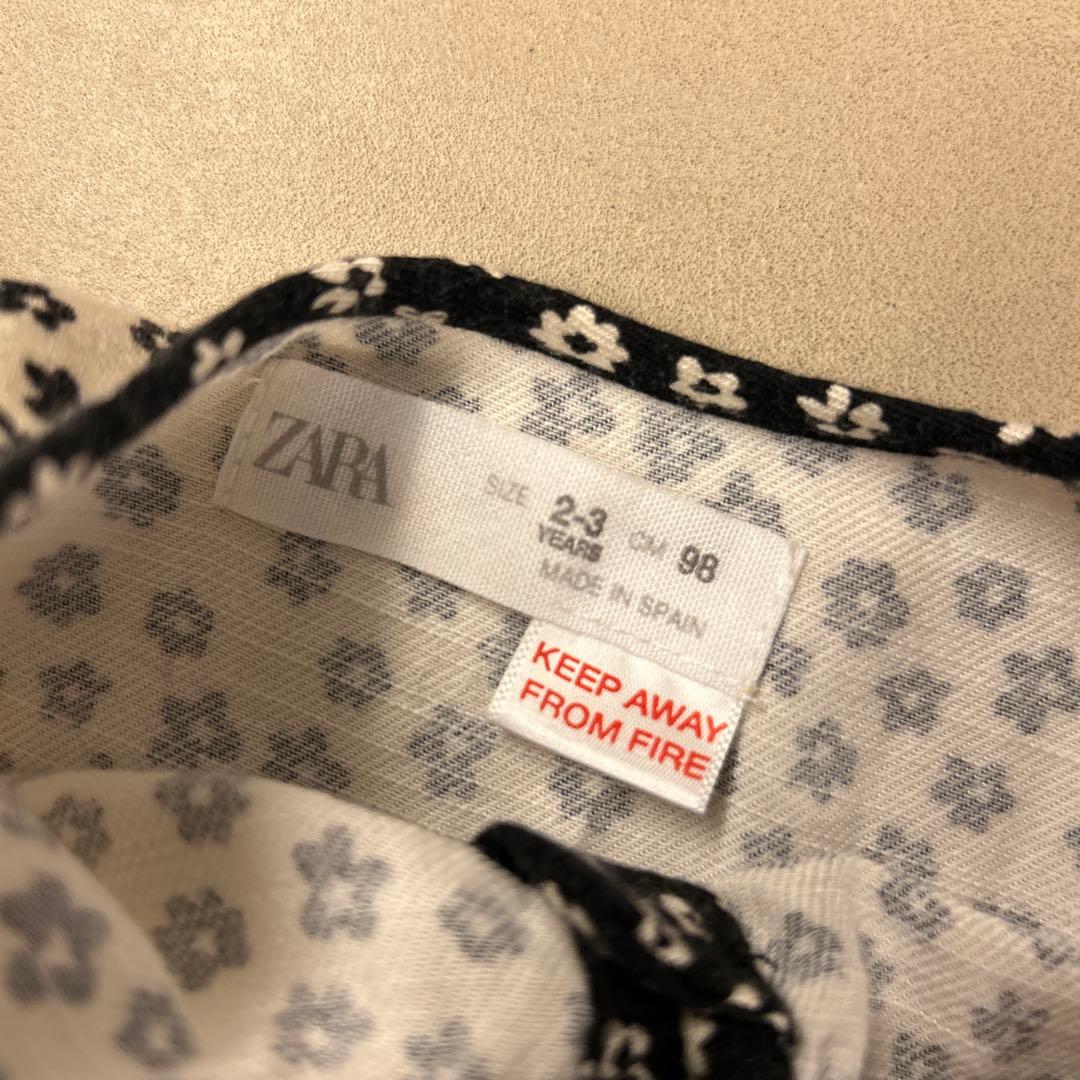 ZARA
SIZE 2-3 YEARS CM 98
MADE IN SPAIN
KEEP AWAY
FROM FIRE